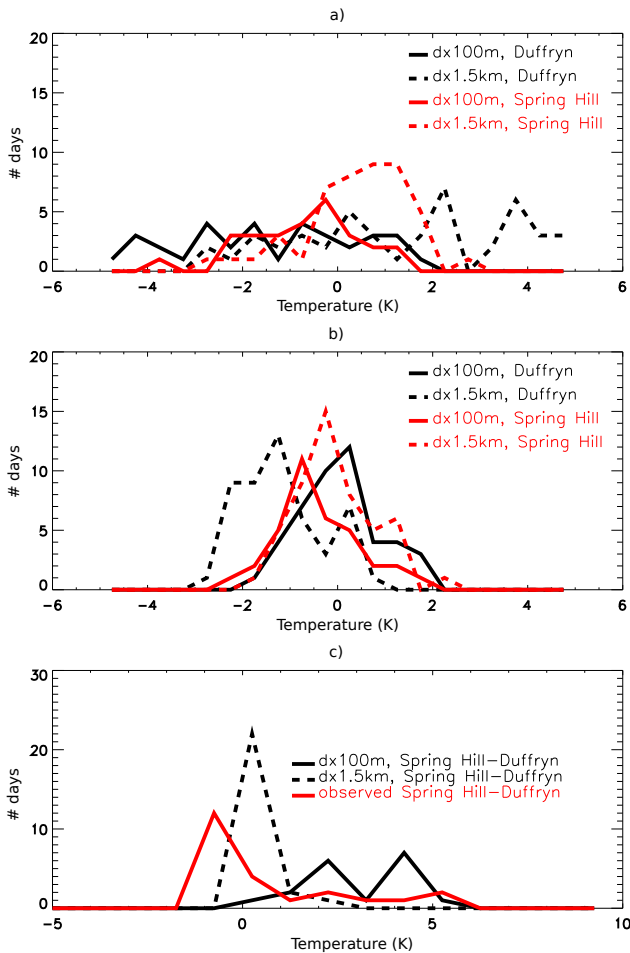 a)
20
15
10
5
0
# days
dx100m, Duffryn
dx1.5km, Duffryn
dx100m, Spring Hill
dx1.5km, Spring Hill
−6 −4 −2 0 2 4 6
Temperature (K)
b)
20
15
10
5
0
# days
dx100m, Duffryn
dx1.5km, Duffryn
dx100m, Spring Hill
dx1.5km, Spring Hill
−6 −4 −2 0 2 4 6
Temperature (K)
c)
30
20
10
0
# days
dx100m, Spring Hill−Duffryn
dx1.5km, Spring Hill−Duffryn
observed Spring Hill−Duffryn
−5 0 5 10
Temperature (K)